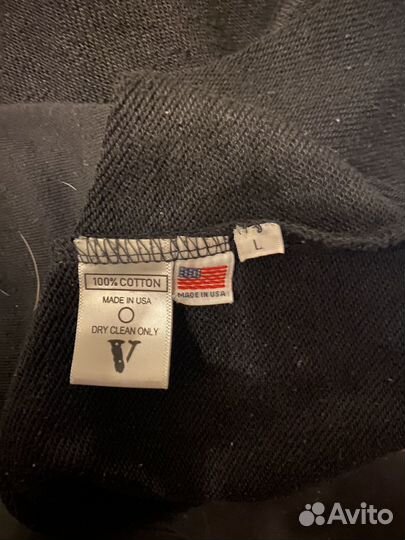 100% COTTON
MADE IN USA
DRY CLEAN ONLY
V
MADE IN USA
L
Avito